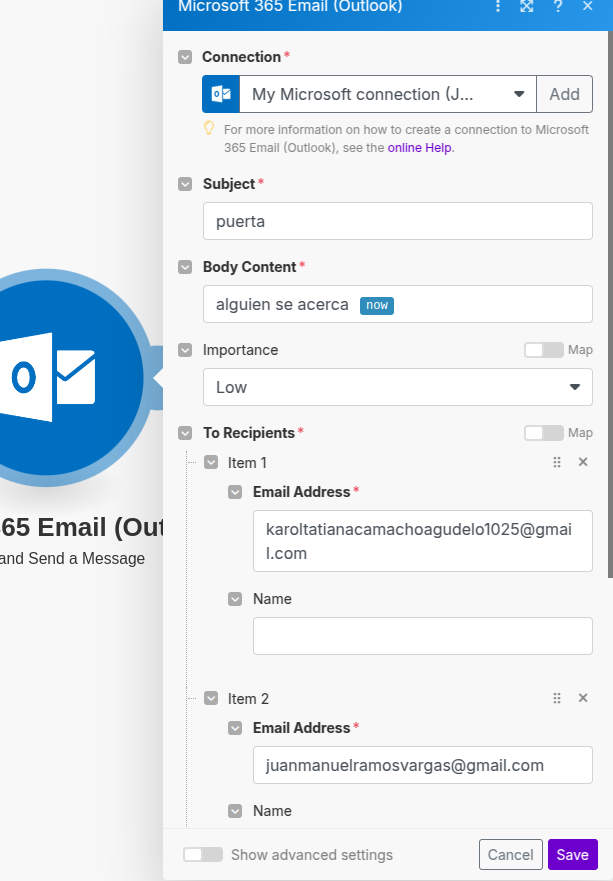 Microsoft 365 Email (Outlook)
?
Connection *
My Microsoft connection (J...
Add
For more information on how to create a connection to Microsoft
365 Email (Outlook), see the online Help.
Subject *
puerta
Body Content *
alguien se acerca now
Importance
Map
Low
To Recipients *
Map
Item 1
Email Address *
karoltatianacamachoagudelo1025@gmai
l.com
Name
Item 2
Email Address *
juanmanuelramosvargas@gmail.com
Name
Show advanced settings
Cancel
Save
365 Email (Out
and Send a Message